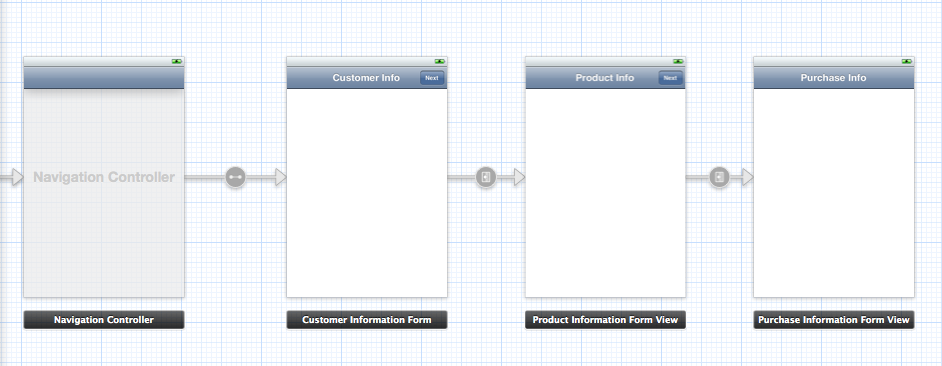 Customer Info Next
Product Info Next
Purchase Info
Navigation Controller
Navigation Controller
Customer Information Form
Product Information Form View
Purchase Information Form View